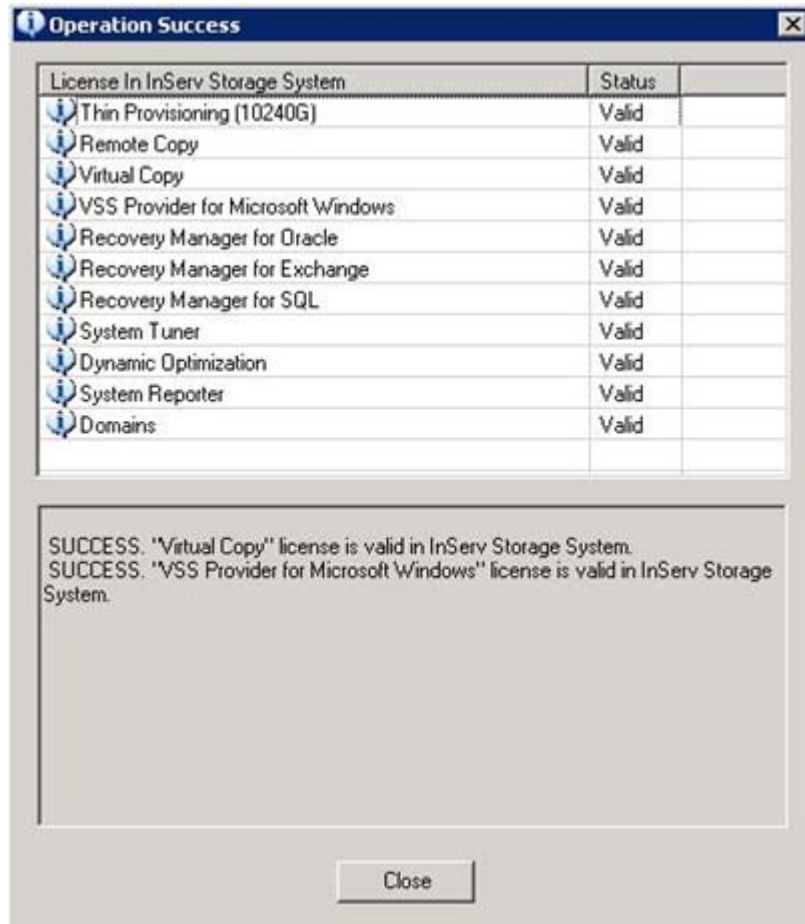 Operation Success
License In InServ Storage System Status
Thin Provisioning (10240G) Valid
Remote Copy Valid
Virtual Copy Valid
VSS Provider for Microsoft Windows Valid
Recovery Manager for Oracle Valid
Recovery Manager for Exchange Valid
Recovery Manager for SQL Valid
System Tuner Valid
Dynamic Optimization Valid
System Reporter Valid
Domains Valid
SUCCESS. "Virtual Copy" license is valid in InServ Storage System.
SUCCESS. "VSS Provider for Microsoft Windows" license is valid in InServ Storage
System.
Close